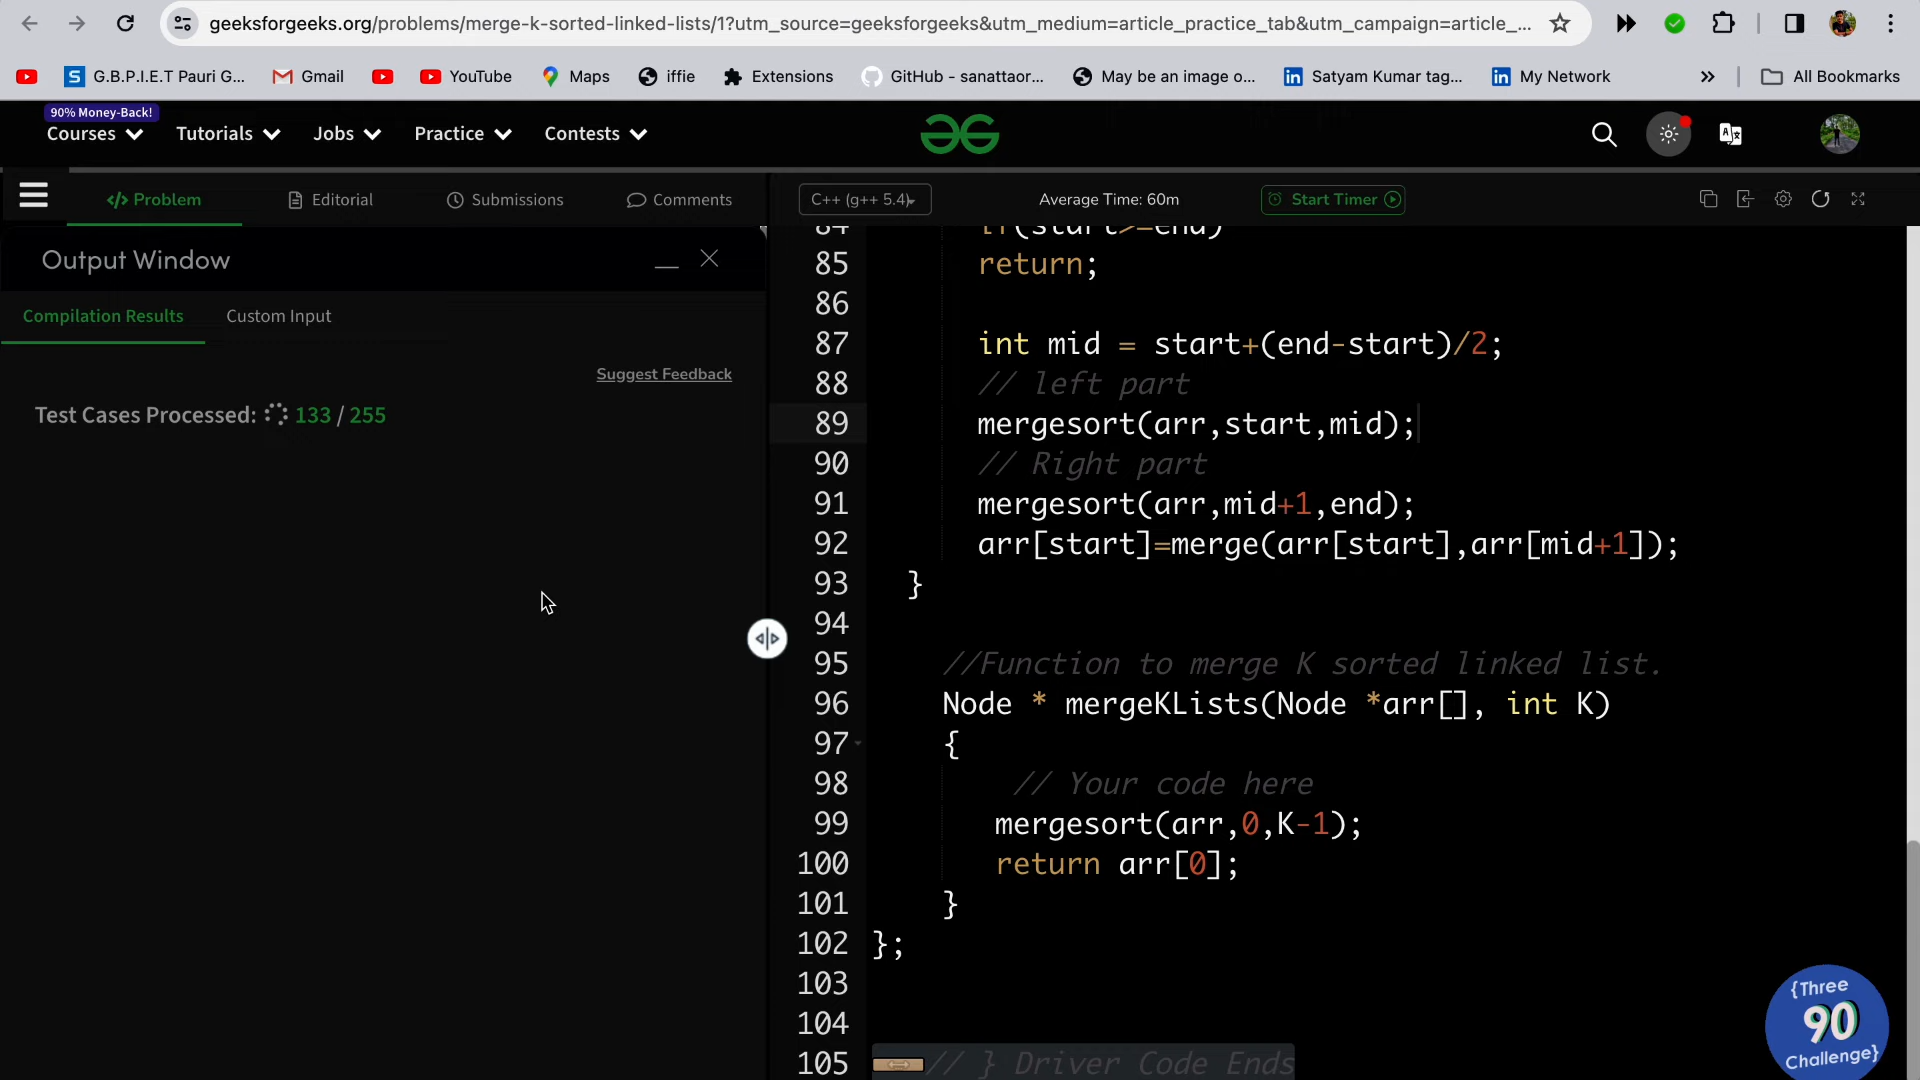 geeksforgeeks.org/problems/merge-k-sorted-linked-lists/1?utm_source=geeksforgeeks&utm_medium=article_practice_tab&utm_campaign=article_...
G.B.P.I.E.T Pauri G... Gmail YouTube Maps iffie Extensions GitHub - sanattaor... May be an image o... Satyam Kumar tag... My Network » All Bookmarks
90% Money-Back!
Courses Tutorials Jobs Practice Contests
</> Problem Editorial Submissions Comments
C++ (g++ 5.4) Average Time: 60m Start Timer
Output Window
Compilation Results Custom Input
Suggest Feedback
Test Cases Processed: 133 / 255
84 if(start>=end)
85 return;
86
87 int mid = start+(end-start)/2;
88 // left part
89 mergesort(arr,start,mid);
90 // Right part
91 mergesort(arr,mid+1,end);
92 arr[start]=merge(arr[start],arr[mid+1]);
93 }
94
95 //Function to merge K sorted linked list.
96 Node * mergeKLists(Node *arr[], int K)
97 {
98 // Your code here
99 mergesort(arr,0,K-1);
100 return arr[0];
101 }
102 };
103
104
105 // } Driver Code Ends
{Three
90
Challenge}